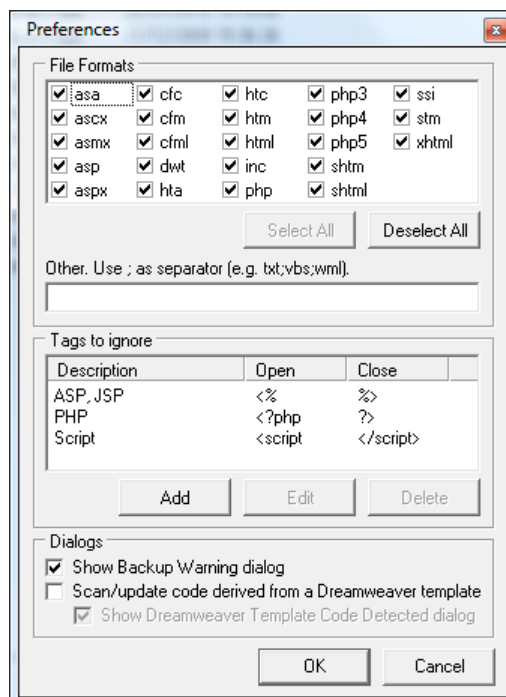 Preferences
File Formats
asa cfc htc php3 ssi
ascx cfm htm php4 stm
asmx cfml html php5 xhtml
asp dwt inc shtm
aspx hta php shtml
Select All Deselect All
Other. Use ; as separator (e.g. txt;vbs;wml).
Tags to ignore
Description Open Close
ASP, JSP <% %>
PHP <?php ?>
Script <script </script>
Add Edit Delete
Dialogs
Show Backup Warning dialog
Scan/update code derived from a Dreamweaver template
Show Dreamweaver Template Code Detected dialog
OK Cancel